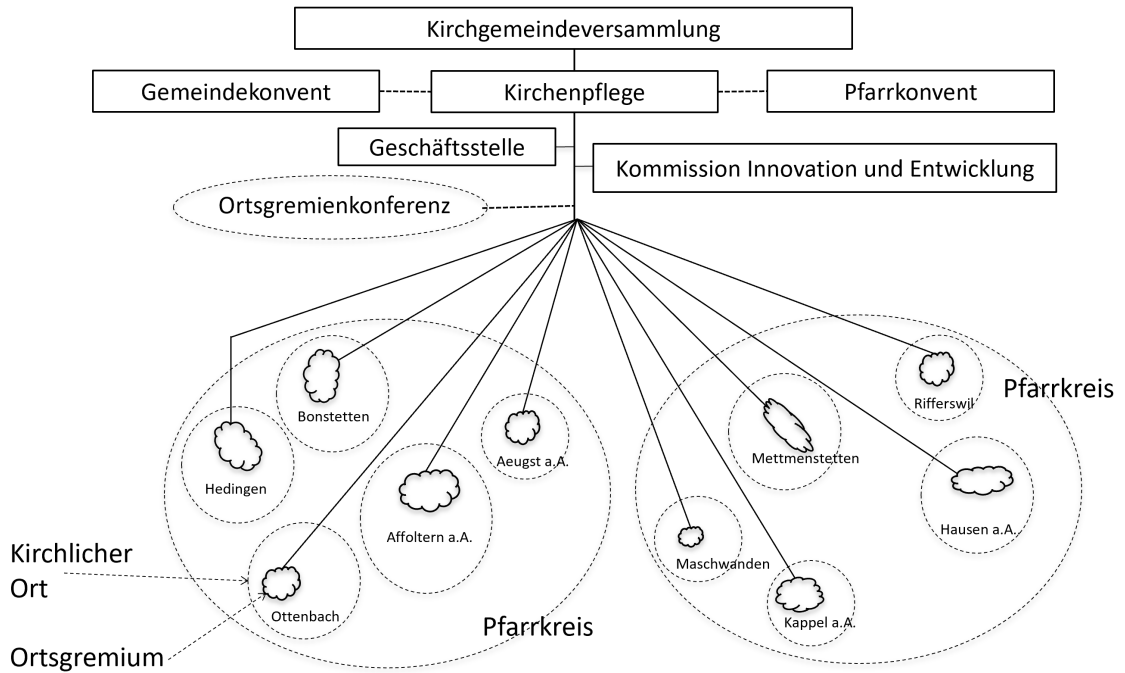 Kirchgemeindeversammlung
Gemeindekonvent
Kirchenpflege
Pfarrkonvent
Geschäftsstelle
Kommission Innovation und Entwicklung
Ortsgremienkonferenz
Pfarrkreis
Rifferswil
Bonstetten
Mettmenstetten
Aeugst a.A.
Hedingen
Hausen a.A.
Affoltern a.A.
Kirchlicher
Ort
Maschwanden
Ottenbach
Kappel a.A.
Pfarrkreis
Ortsgremium